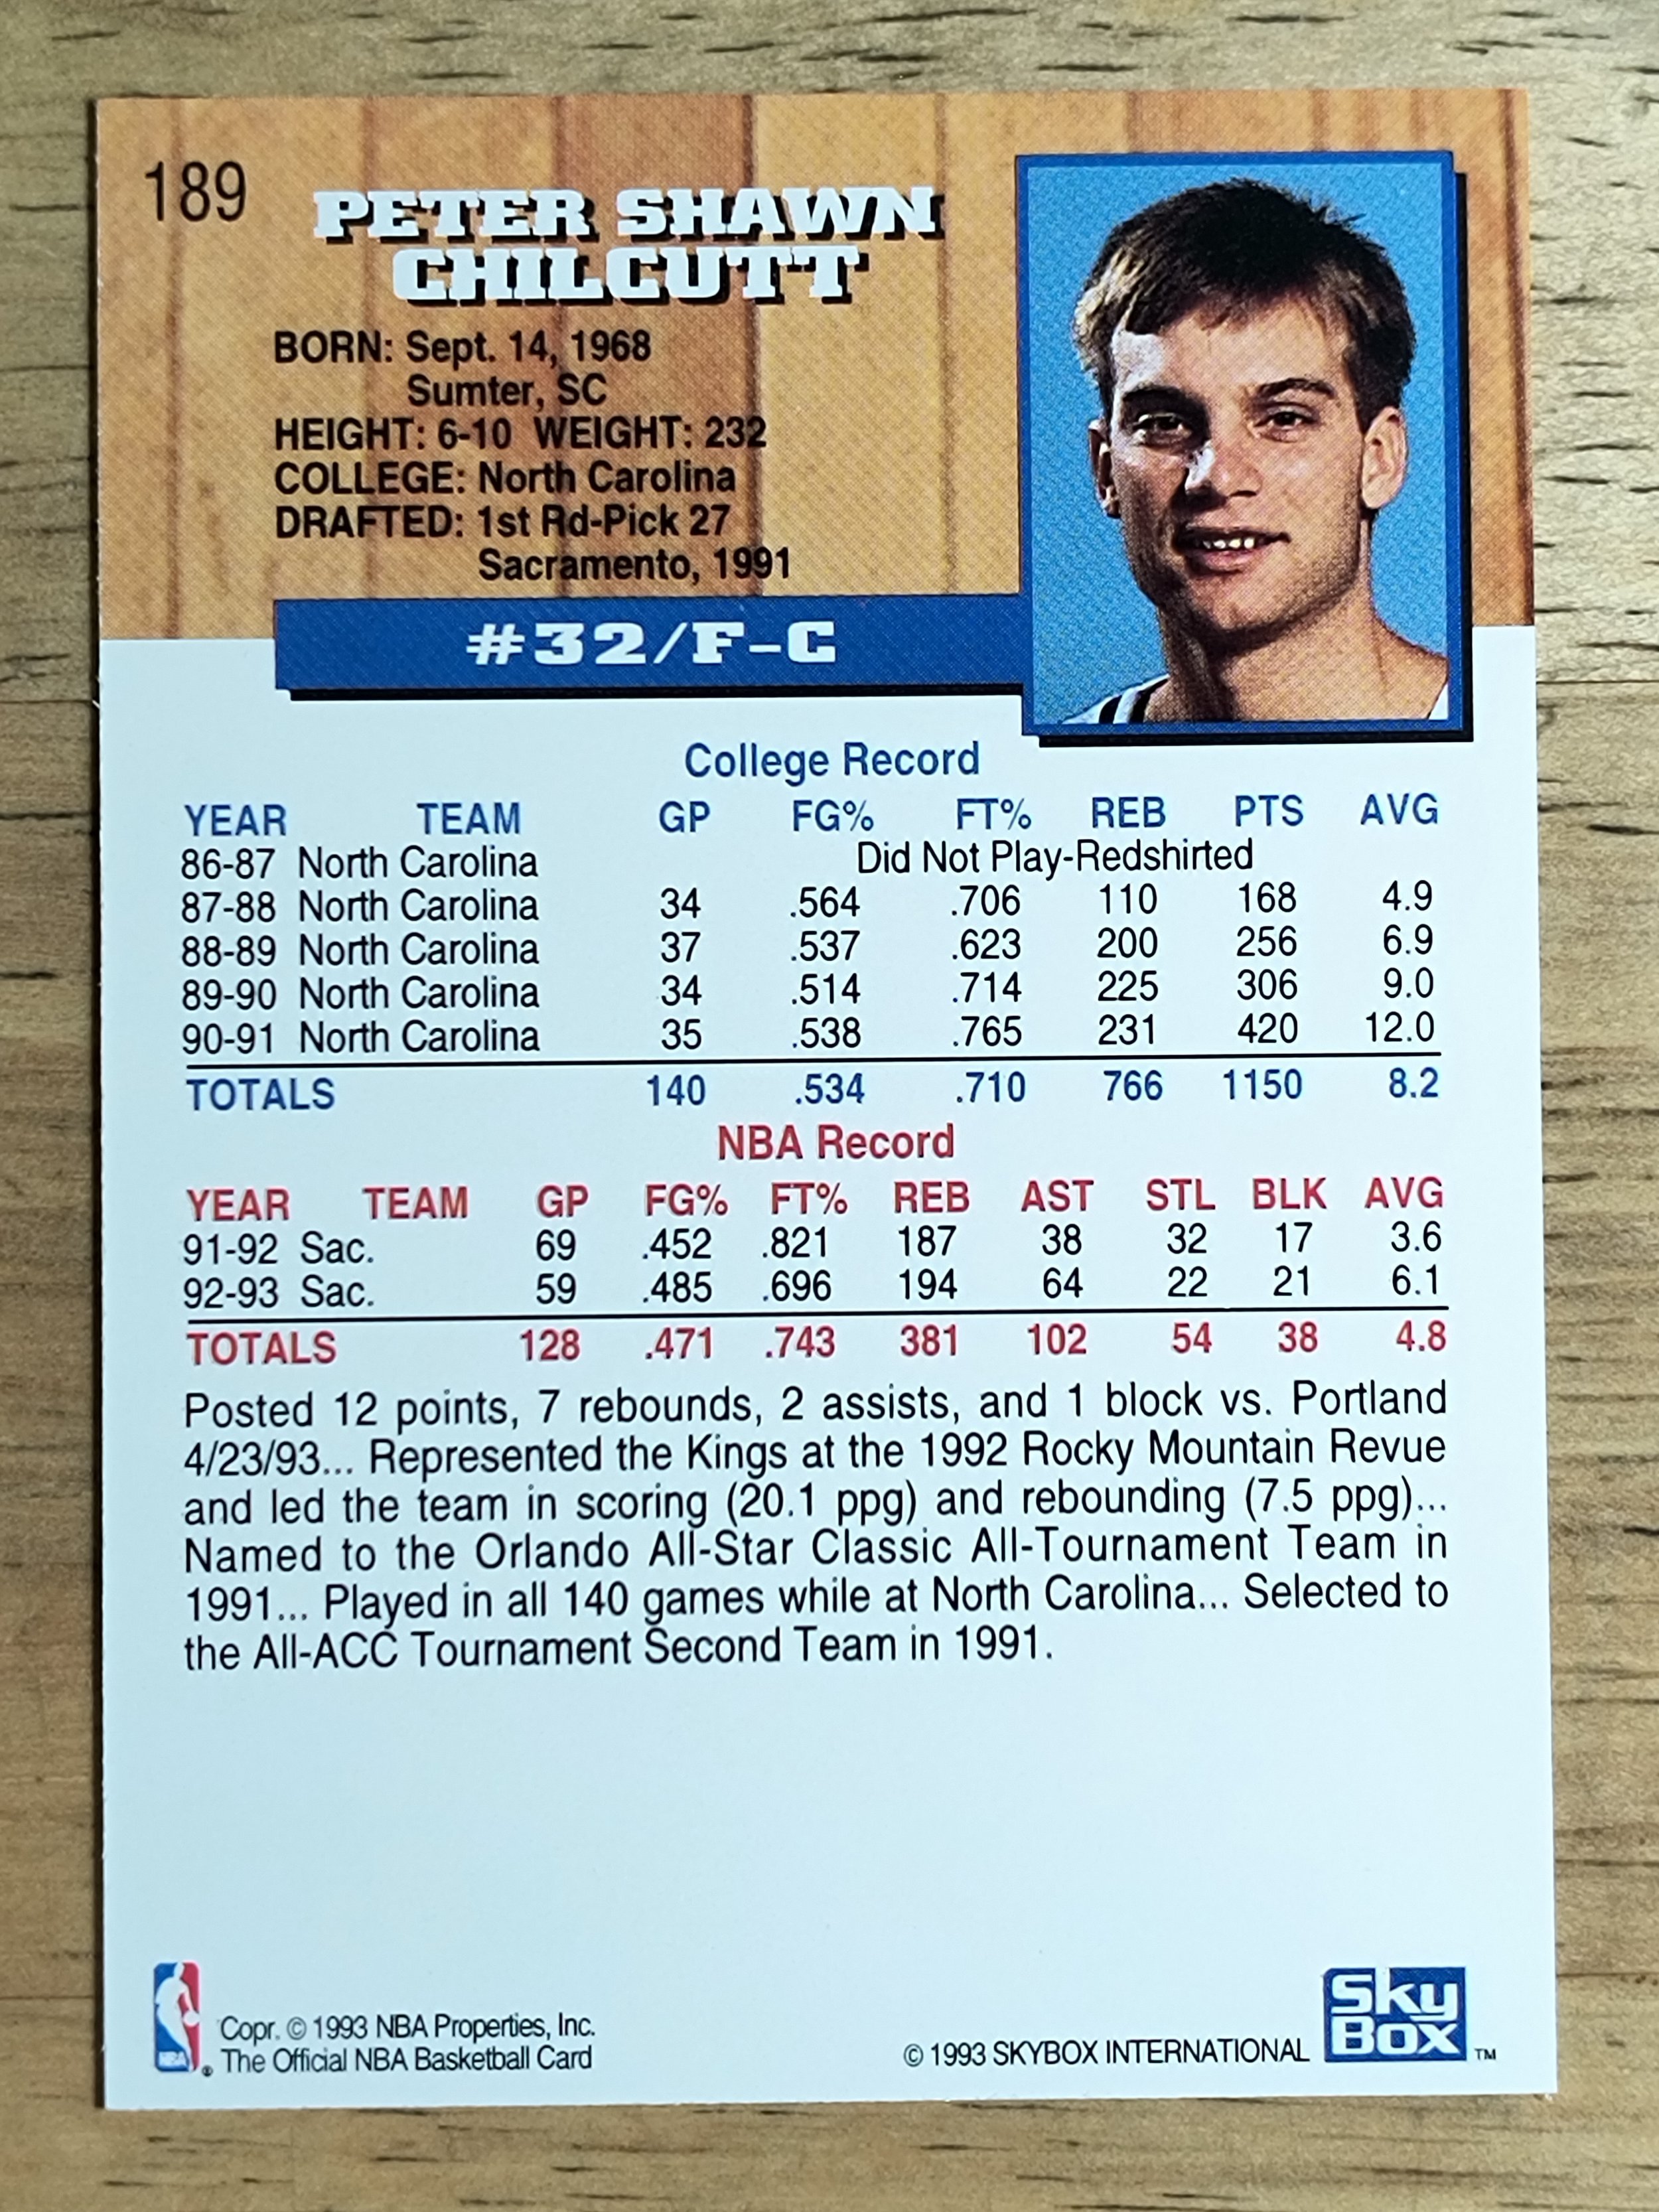 189
PETER SHAWN
CHILCUTT
BORN: Sept. 14, 1968
Sumter, SC
HEIGHT: 6-10 WEIGHT: 232
COLLEGE: North Carolina
DRAFTED: 1st Rd-Pick 27
Sacramento, 1991
#32/F-C
College Record
YEAR TEAM GP FG% FT% REB PTS AVG
86-87 North Carolina Did Not Play-Redshirted
87-88 North Carolina 34 .564 .706 110 168 4.9
88-89 North Carolina 37 .537 .623 200 256 6.9
89-90 North Carolina 34 .514 .714 225 306 9.0
90-91 North Carolina 35 .538 .765 231 420 12.0
TOTALS 140 .534 .710 766 1150 8.2
NBA Record
YEAR TEAM GP FG% FT% REB AST STL BLK AVG
91-92 Sac. 69 .452 .821 187 38 32 17 3.6
92-93 Sac. 59 .485 .696 194 64 22 21 6.1
TOTALS 128 .471 .743 381 102 54 38 4.8
Posted 12 points, 7 rebounds, 2 assists, and 1 block vs. Portland
4/23/93... Represented the Kings at the 1992 Rocky Mountain Revue
and led the team in scoring (20.1 ppg) and rebounding (7.5 ppg)...
Named to the Orlando All-Star Classic All-Tournament Team in
1991... Played in all 140 games while at North Carolina... Selected to
the All-ACC Tournament Second Team in 1991.
NBA ®
Copr. © 1993 NBA Properties, Inc.
The Official NBA Basketball Card
© 1993 SKYBOX INTERNATIONAL
Sky
Box ™